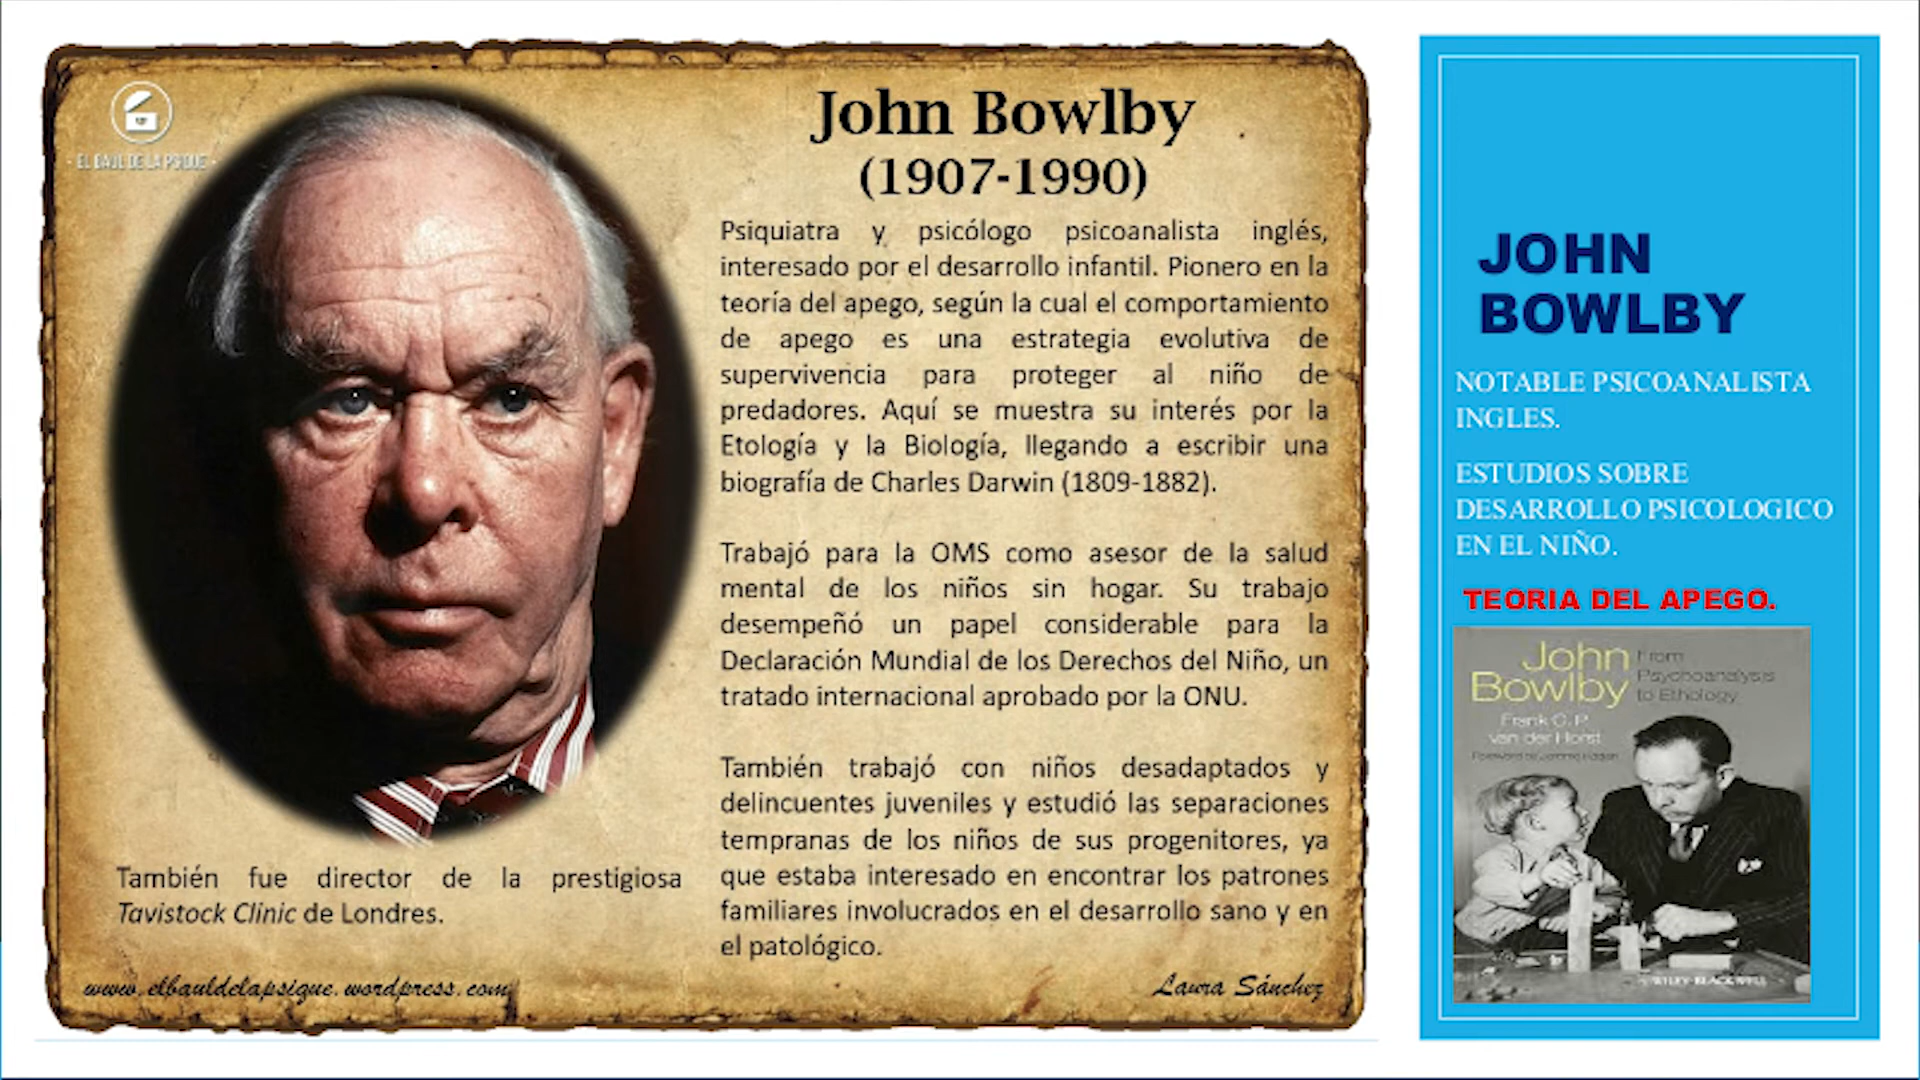 EL BAUL DE LA PSIQUE
John Bowlby
(1907-1990)
Psiquiatra y psicólogo psicoanalista inglés,
interesado por el desarrollo infantil. Pionero en la
teoría del apego, según la cual el comportamiento
de apego es una estrategia evolutiva de
supervivencia para proteger al niño de
predadores. Aquí se muestra su interés por la
Etología y la Biología, llegando a escribir una
biografía de Charles Darwin (1809-1882).
Trabajó para la OMS como asesor de la salud
mental de los niños sin hogar. Su trabajo
desempeñó un papel considerable para la
Declaración Mundial de los Derechos del Niño, un
tratado internacional aprobado por la ONU.
También trabajó con niños desadaptados y
delincuentes juveniles y estudió las separaciones
tempranas de los niños de sus progenitores, ya
que estaba interesado en encontrar los patrones
familiares involucrados en el desarrollo sano y en
el patológico.
También fue director de la prestigiosa
Tavistock Clinic de Londres.
www.elbauldelapsique.wordpress.com
Laura Sánchez
JOHN
BOWLBY
NOTABLE PSICOANALISTA
INGLES.
ESTUDIOS SOBRE
DESARROLLO PSICOLOGICO
EN EL NIÑO.
TEORIA DEL APEGO.
John
Bowlby
From
Psychoanalysis
to Ethology
Frank C. P.
van der Horst
WILEY-BLACKWELL